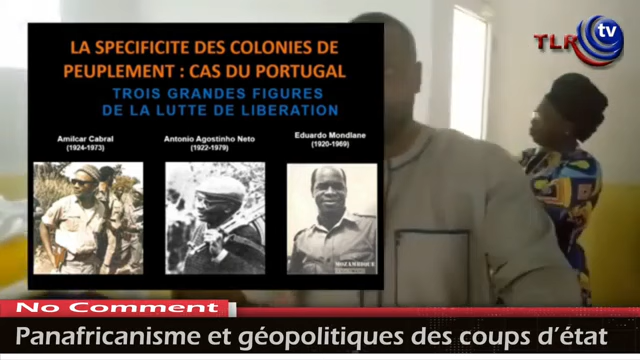 LA SPECIFICITE DES COLONIES DE
PEUPLEMENT : CAS DU PORTUGAL
TROIS GRANDES FIGURES
DE LA LUTTE DE LIBERATION
Amilcar Cabral
(1924-1973)
Antonio Agostinho Neto
(1922-1979)
Eduardo Mondlane
(1920-1969)
TLR tv
No Comment
Panafricanisme et géopolitiques des coups d'état